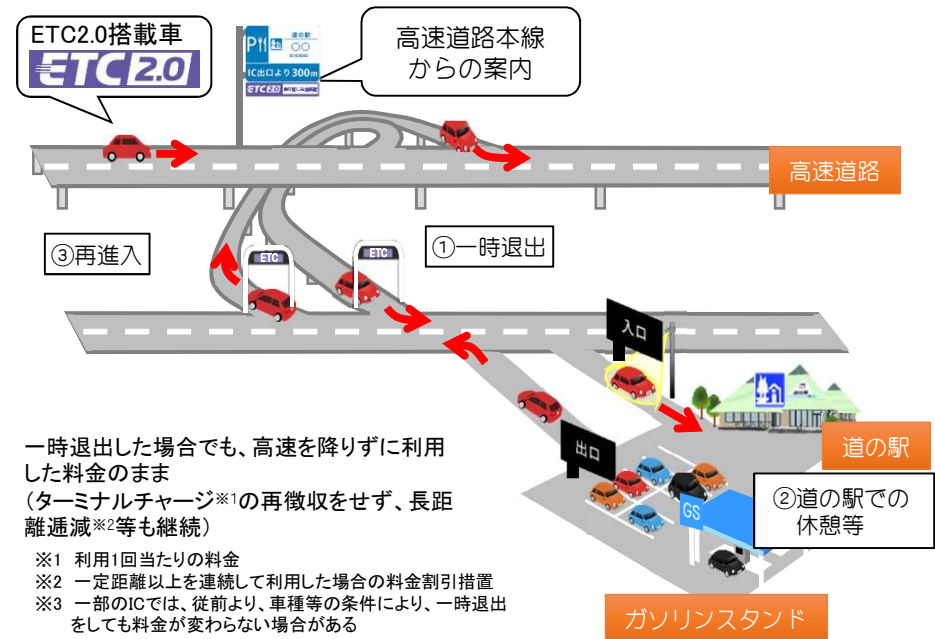 ETC2.0搭載車
ETC 2.0
P
道の駅
○○
IC出口より300m
ETC2.0
高速道路本線
からの案内
高速道路
③再進入
ETC
ETC
①一時退出
入口
出口
道の駅
GS
②道の駅での
休憩等
ガソリンスタンド
一時退出した場合でも、高速を降りずに利用
した料金のまま
(ターミナルチャージ※1の再徴収をせず、長距
離逓減※2等も継続)
※1 利用1回当たりの料金
※2 一定距離以上を連続して利用した場合の料金割引措置
※3 一部のICでは、従前より、車種等の条件により、一時退出
をしても料金が変わらない場合がある